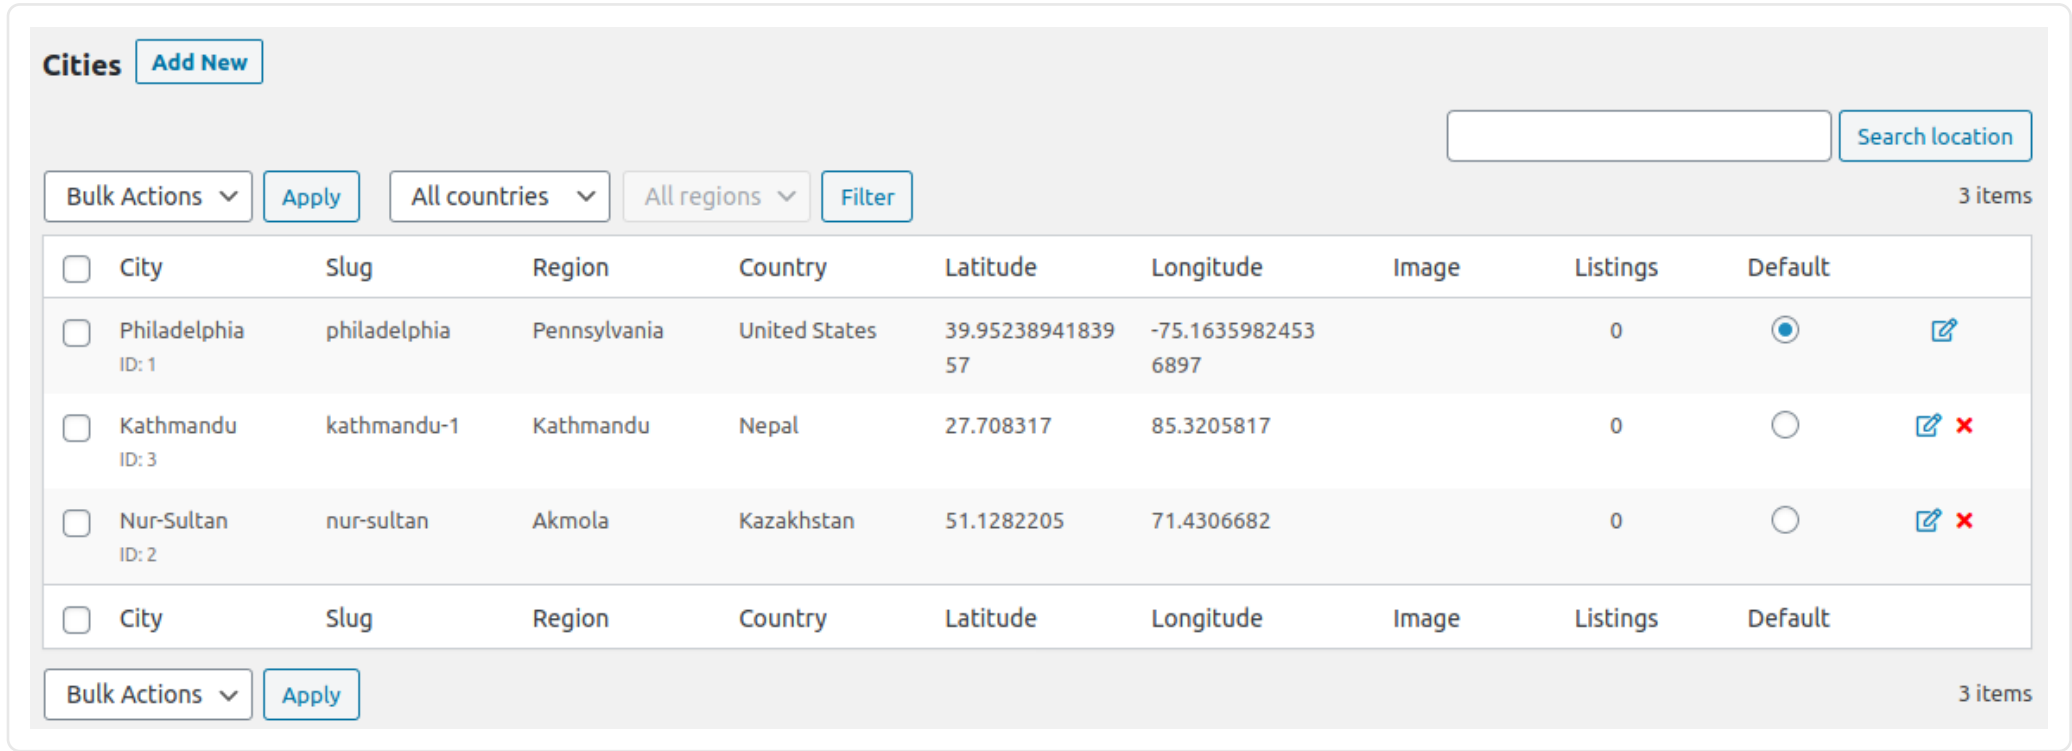 Cities Add New
Search location
Bulk Actions Apply All countries All regions Filter 3 items
City Slug Region Country Latitude Longitude Image Listings Default
Philadelphia philadelphia Pennsylvania United States 39.95238941839 -75.1635982453 0
ID: 1 57 6897
Kathmandu kathmandu-1 Kathmandu Nepal 27.708317 85.3205817 0
ID: 3
Nur-Sultan nur-sultan Akmola Kazakhstan 51.1282205 71.4306682 0
ID: 2
City Slug Region Country Latitude Longitude Image Listings Default
Bulk Actions Apply 3 items